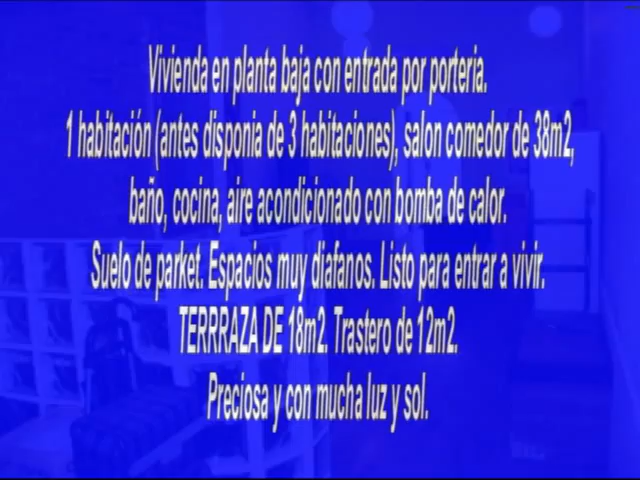 Vivienda en planta baja con entrada por porteria.
1 habitación (antes disponia de 3 habitaciones), salon comedor de 38m2,
baño, cocina, aire acondicionado con bomba de calor.
Suelo de parket. Espacios muy diafanos. Listo para entrar a vivir.
TERRRAZA DE 18m2. Trastero de 12m2.
Preciosa y con mucha luz y sol.